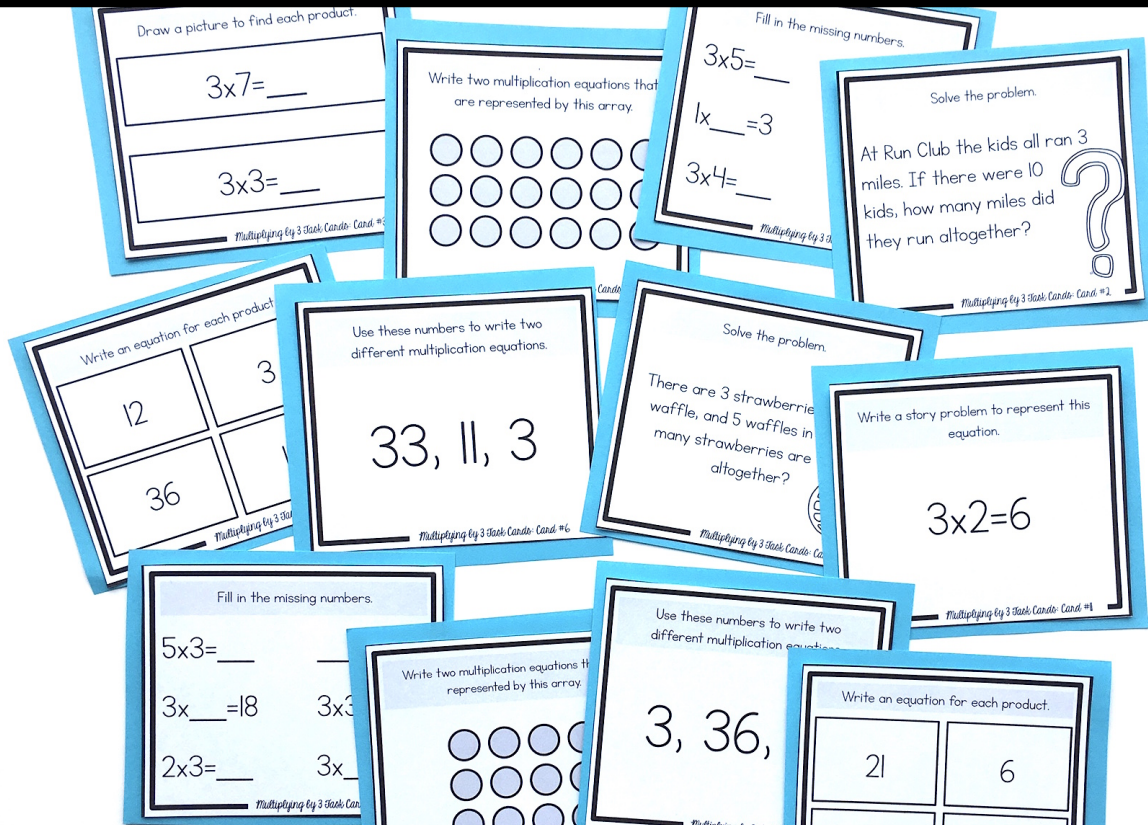 Draw a picture to find each product.
3x7=___
3x3=___
Multiplying by 3 Task Cards: Card #3
Write two multiplication equations that
are represented by this array.
Cards
Fill in the missing numbers.
3x5=___
1x___=3
3x4=___
Multiplying by 3
Solve the problem.
At Run Club the kids all ran 3
miles. If there were 10
kids, how many miles did
they run altogether?
?
Multiplying by 3 Task Cards: Card #2
Write an equation for each product
12
3
36
Multiplying by 3
Use these numbers to write two
different multiplication equations.
33, 11, 3
Multiplying by 3 Task Cards: Card #6
Solve the problem.
There are 3
waffle, and 5 waffles in
many strawberries are
altogether?
Multiplying by 3 Task Cards:
Write a story problem to represent this
equation.
3x2=6
Multiplying by 3 Task Cards: Card
Fill in the missing numbers.
5x3=___
3x___=18
3x3
2x3=___
3x_
Multiplying by 3 Task
Write two multiplication equations
represented by this array.
Use these numbers to write two
different multiplication
3, 36,
Write an equation for each product.
21
6